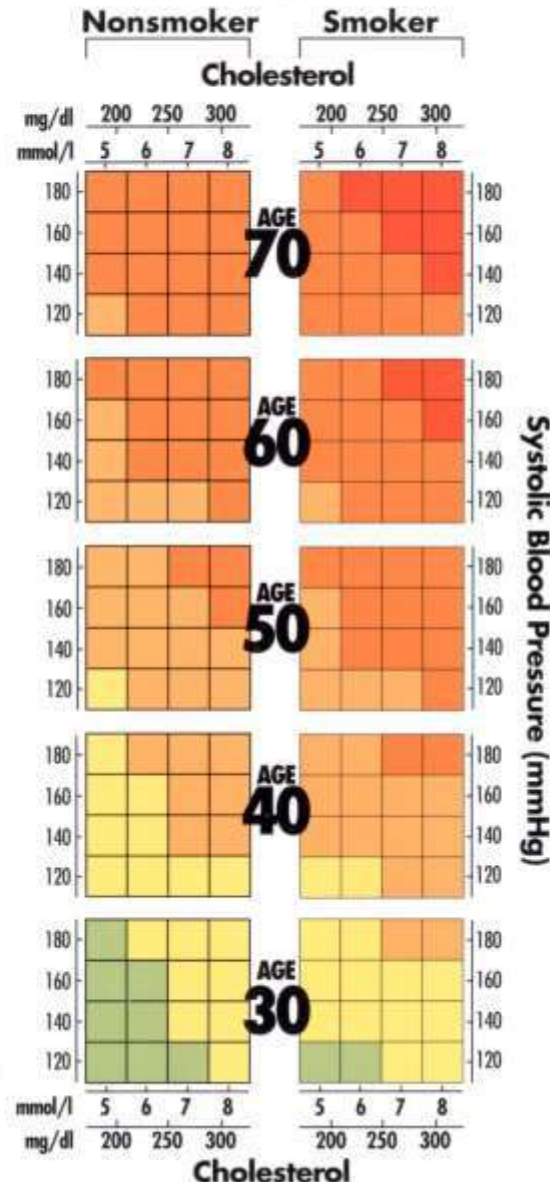 Nonsmoker Smoker
Cholesterol
mg/dl 200 250 300 200 250 300
mmol/l 5 6 7 8 5 6 7 8
180 180
AGE
160 70 160
140 140
120 120
180 180
AGE
160 60 160
140 140
120 120
180 180
AGE
160 50 160
140 140
120 120
180 180
AGE
160 40 160
140 140
120 120
180 180
AGE
160 30 160
140 140
120 120
Systolic Blood Pressure (mmHg)
mmol/l 5 6 7 8 5 6 7 8
mg/dl 200 250 300 200 250 300
Cholesterol